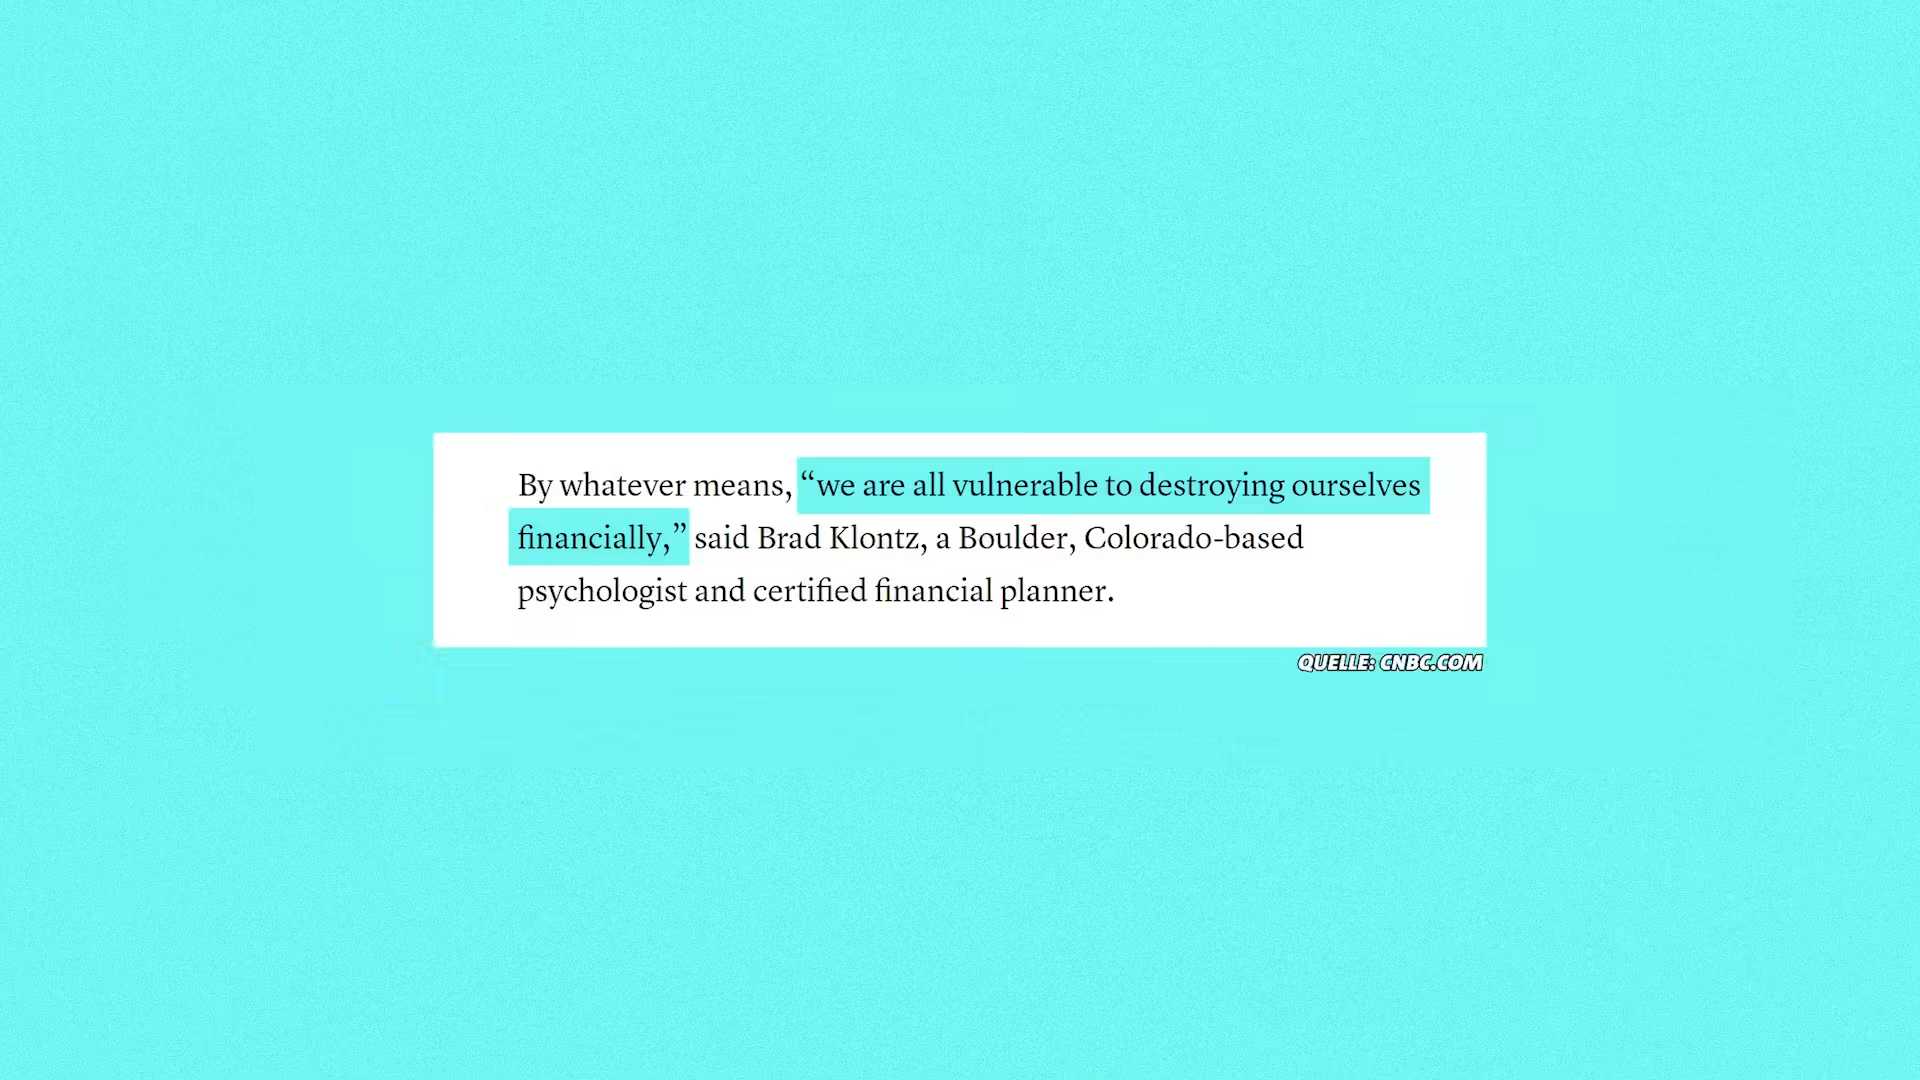 By whatever means, “we are all vulnerable to destroying ourselves
financially,” said Brad Klontz, a Boulder, Colorado-based
psychologist and certified financial planner.
QUELLE: CNBC.COM